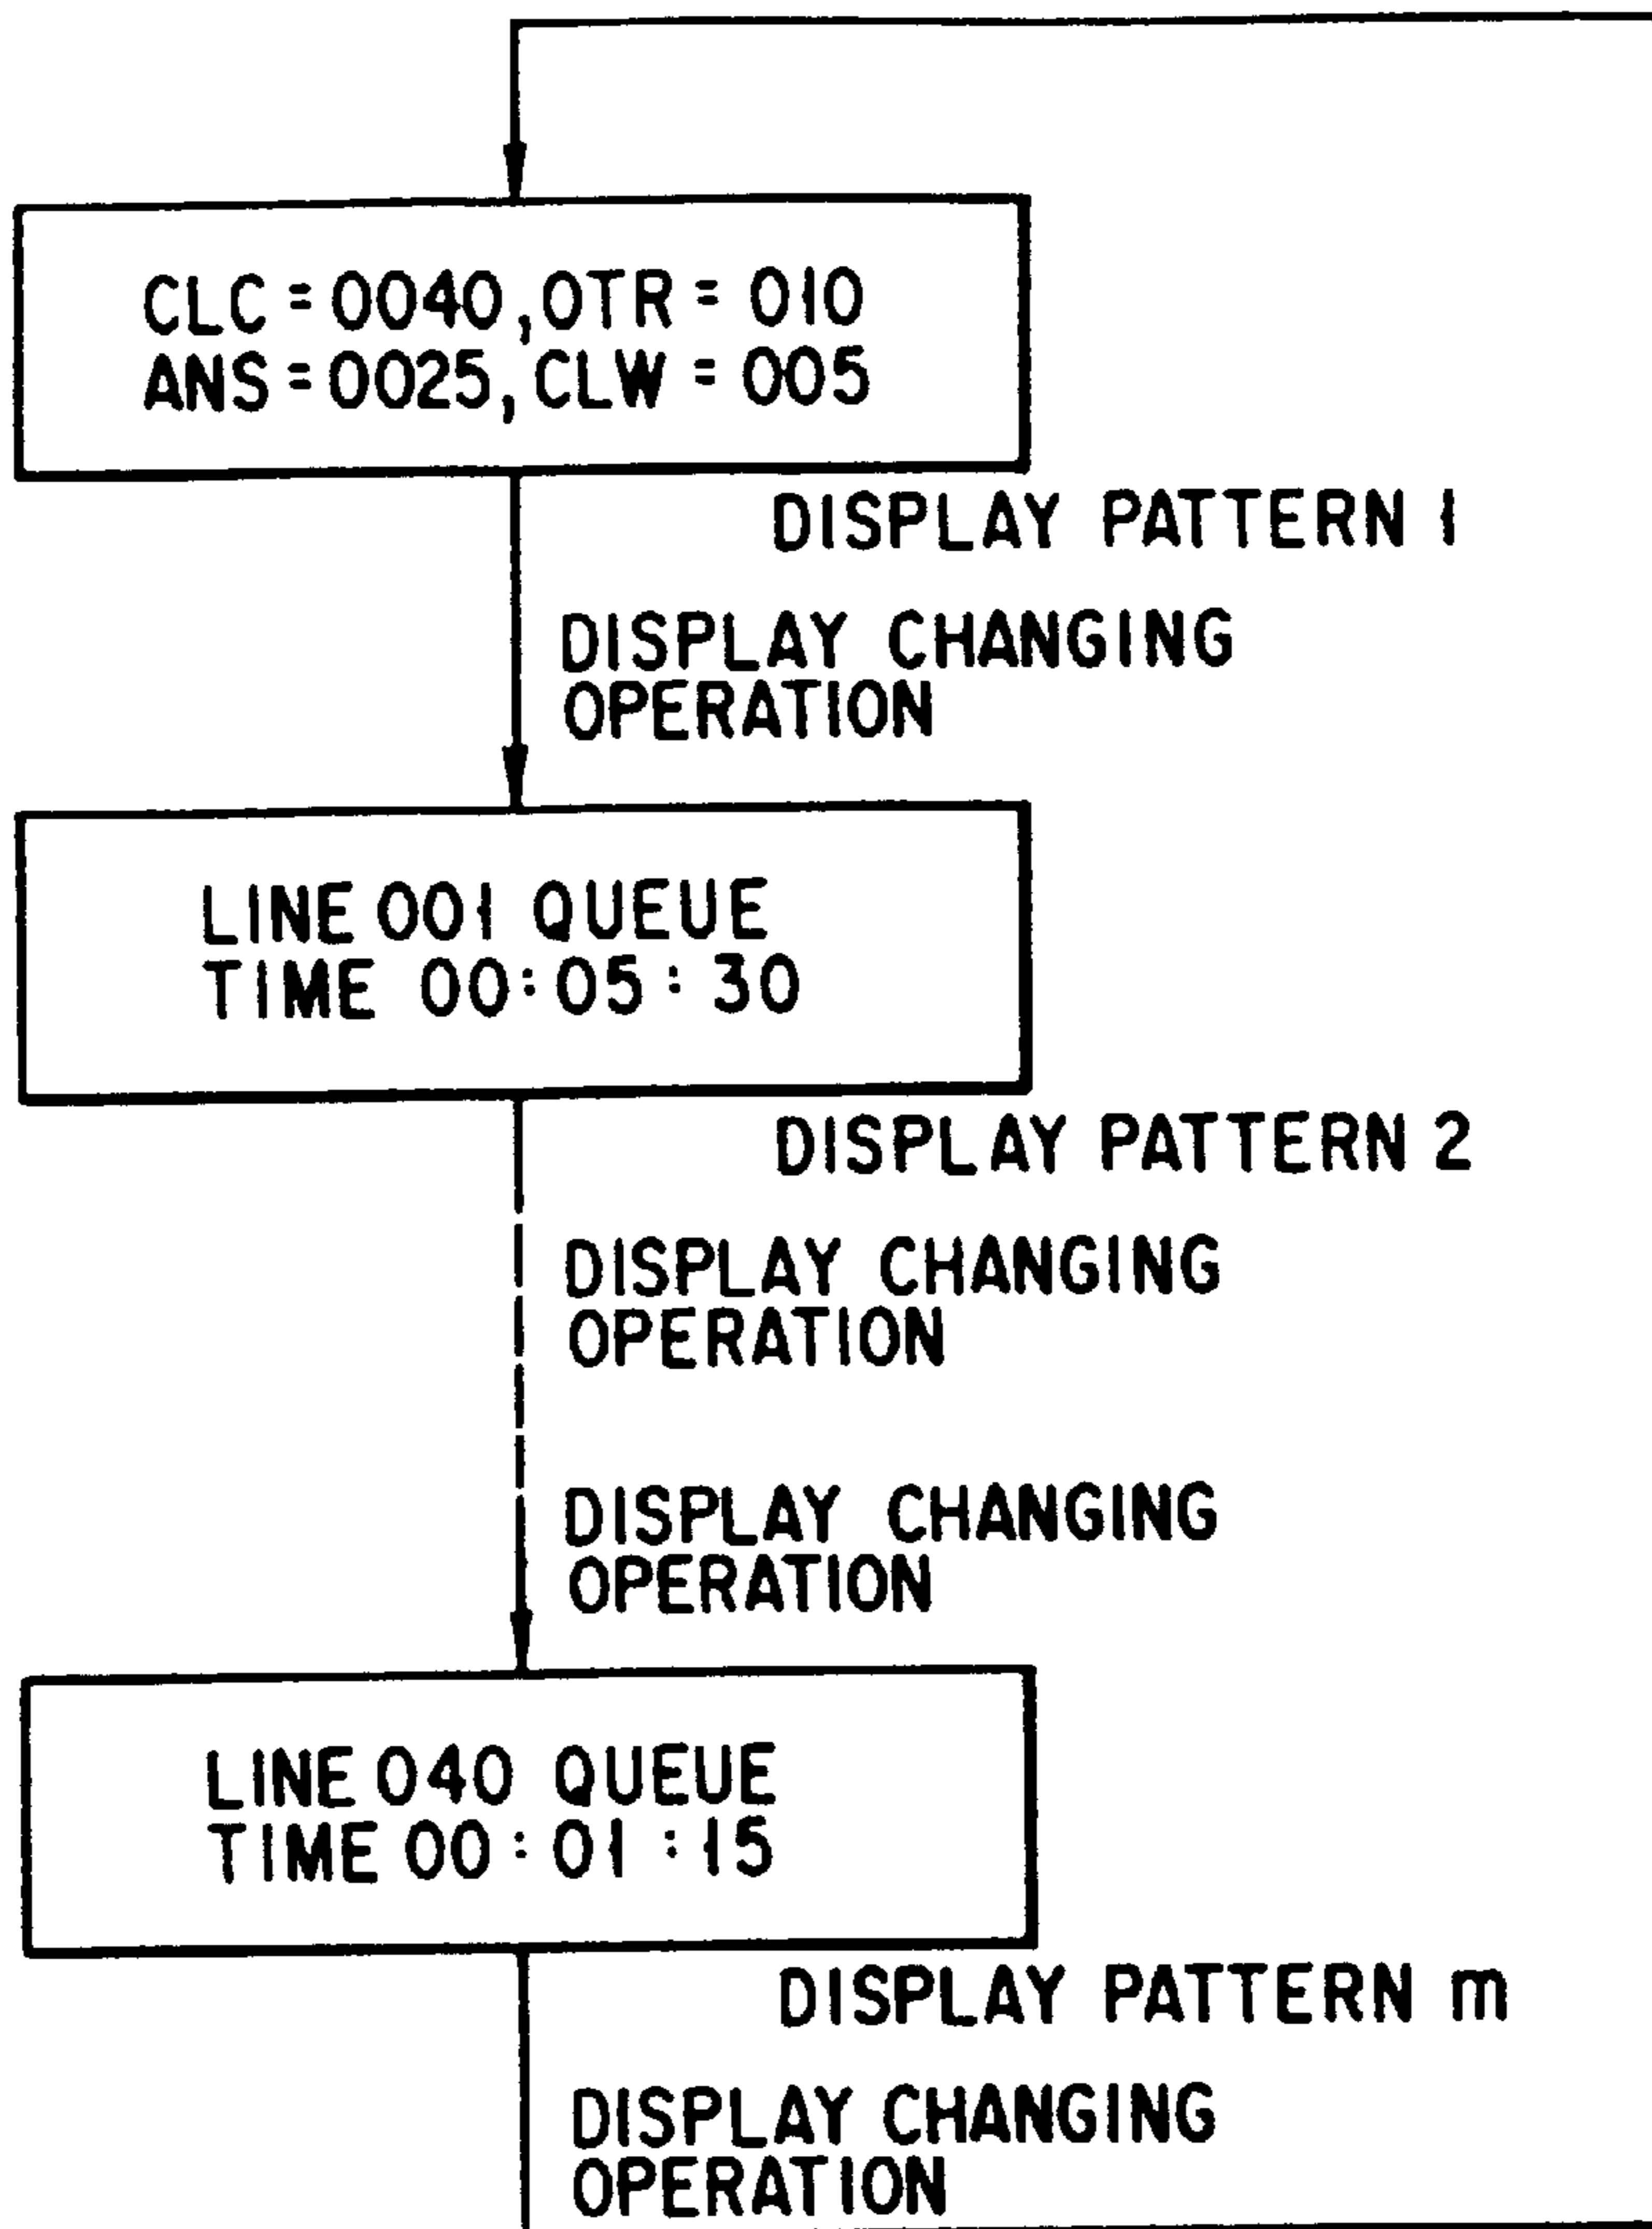 CLC = 0040, OTR = 010
ANS = 0025, CLW = 005
DISPLAY PATTERN 1
DISPLAY CHANGING
OPERATION
LINE 001 QUEUE
TIME 00:05:30
DISPLAY PATTERN 2
DISPLAY CHANGING
OPERATION
DISPLAY CHANGING
OPERATION
LINE 040 QUEUE
TIME 00:01:15
DISPLAY PATTERN m
DISPLAY CHANGING
OPERATION